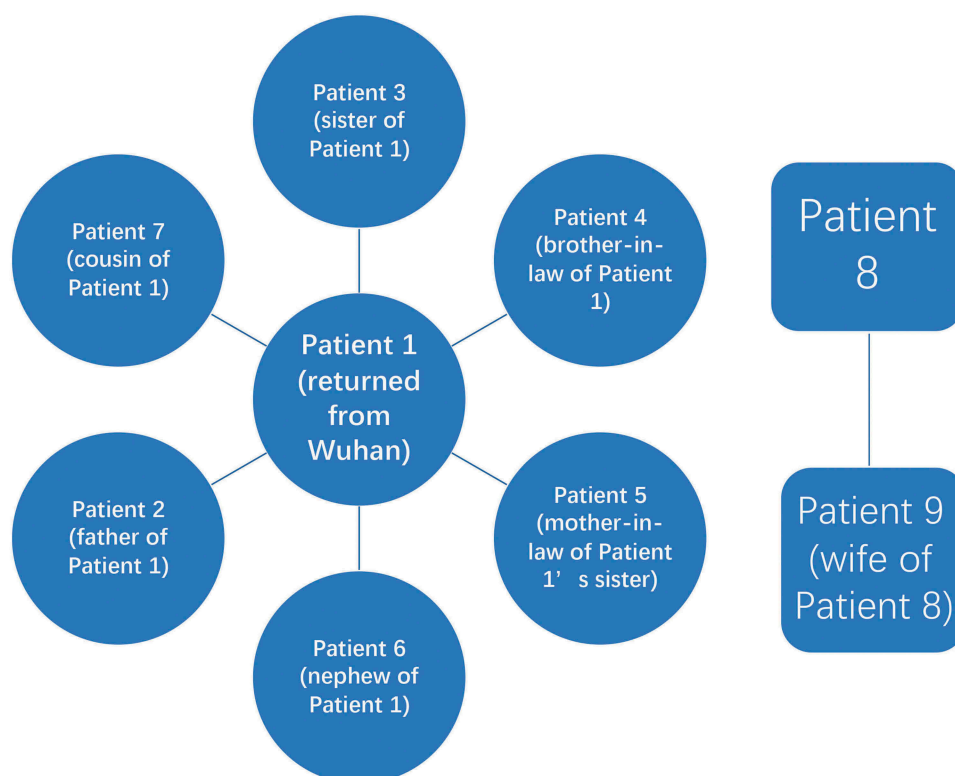 Patient 3
(sister of
Patient 1)
Patient 7
(cousin of
Patient 1)
Patient 4
(brother-in-
law of Patient
1)
Patient 1
(returned
from
Wuhan)
Patient 2
(father of
Patient 1)
Patient 5
(mother-in-
law of Patient
1’ s sister)
Patient 6
(nephew of
Patient 1)
Patient
8
Patient 9
(wife of
Patient 8)